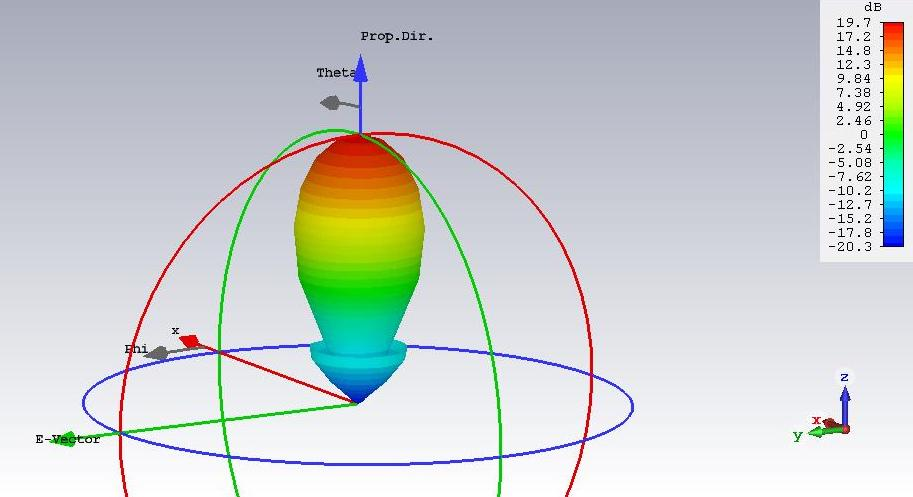 dB
Prop.Dir.
19.7
17.2
14.8
Theta
12.3
9.84
7.38
4.92
2.46
0
-2.54
-5.08
-7.62
-10.2
-12.7
-15.2
-17.8
-20.3
x
Phi
z
x
y
E-Vector